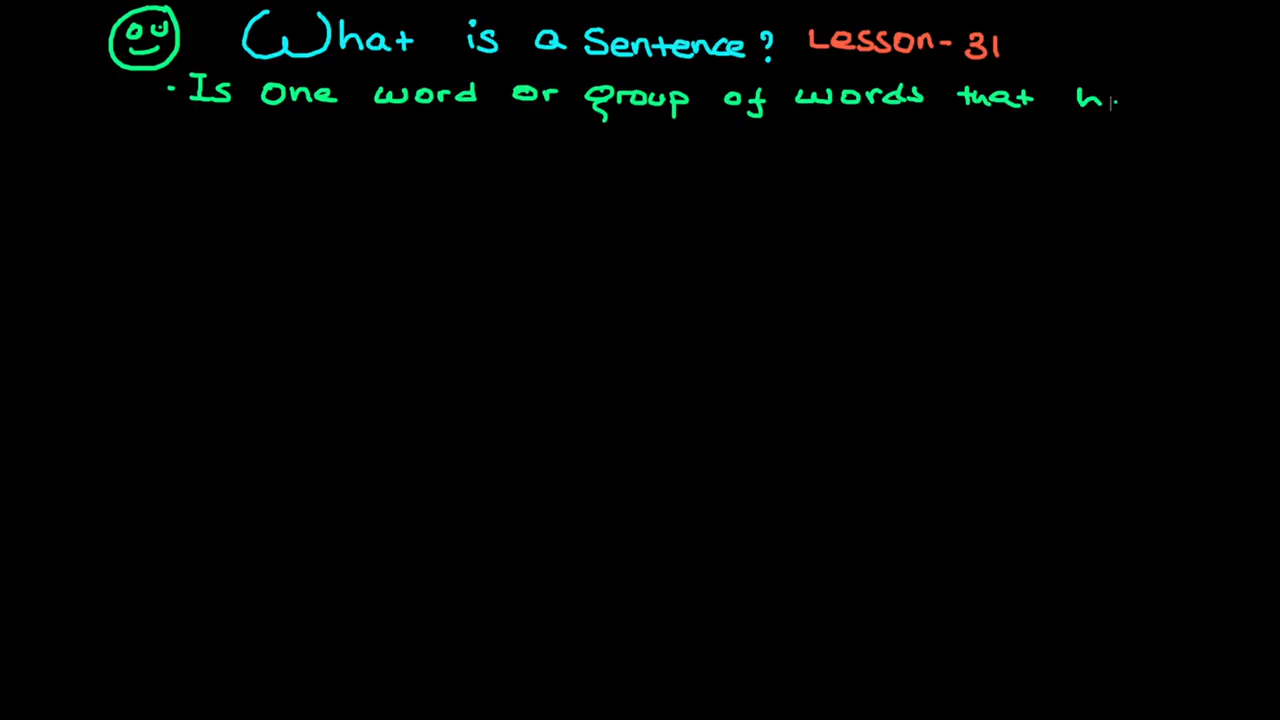 What is a Sentence? Lesson-31
· Is one word or group of words that h